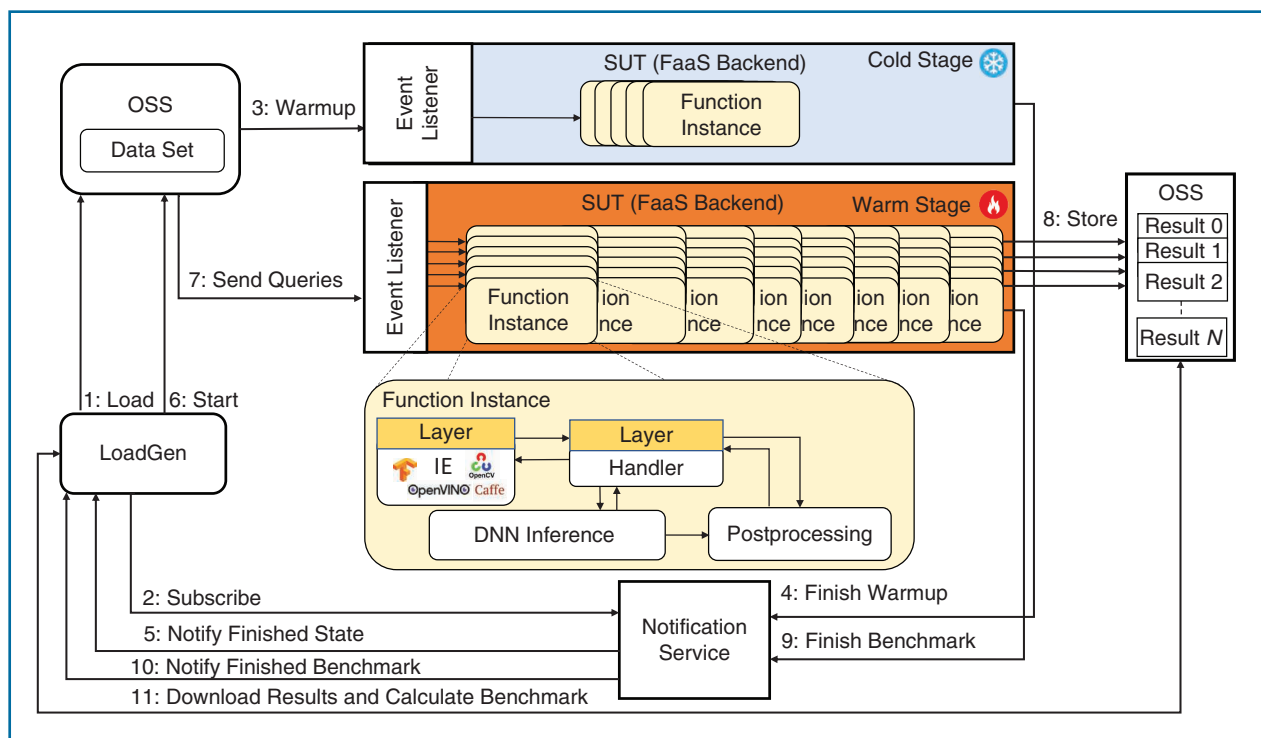 OSS
Data Set
3: Warmup
Event
Listener
SUT (FaaS Backend)
Cold Stage
Function
Instance
7: Send Queries
Event Listener
SUT (FaaS Backend)
Warm Stage
Function
Instance
ion
nce
ion
nce
ion
nce
ion
nce
ion
nce
ion
nce
8: Store
OSS
Result 0
Result 1
Result 2
Result N
1: Load
6: Start
LoadGen
Function Instance
Layer
IE
OpenCV
OpenVINO
Caffe
Layer
Handler
DNN Inference
Postprocessing
2: Subscribe
5: Notify Finished State
10: Notify Finished Benchmark
11: Download Results and Calculate Benchmark
Notification
Service
4: Finish Warmup
9: Finish Benchmark